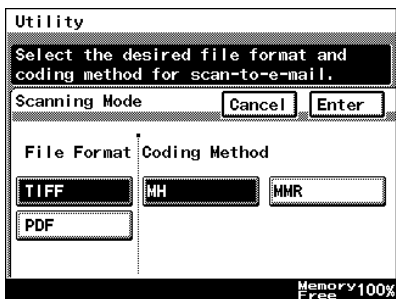 Utility
Select the desired file format and
coding method for scan-to-e-mail.
Scanning Mode Cancel Enter
File Format Coding Method
TIFF MH MMR
PDF
Memory Free 100%